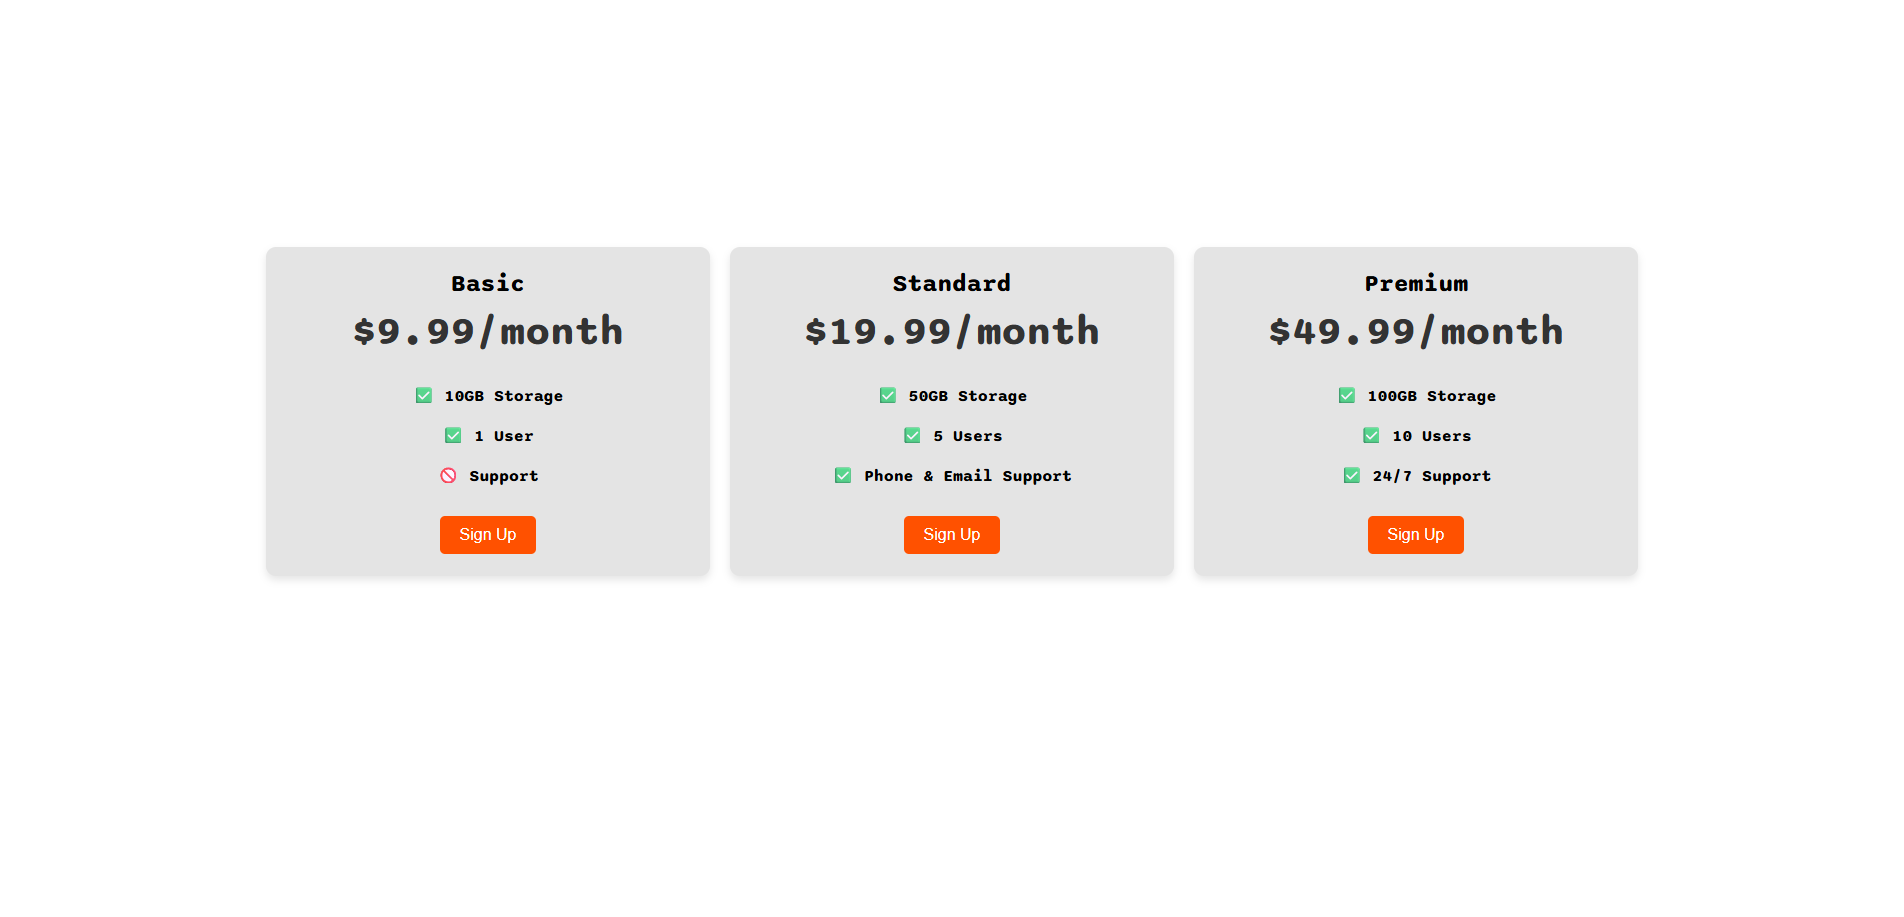 Basic
$9.99/month
✅ 10GB Storage
✅ 1 User
🚫 Support
Sign Up
Standard
$19.99/month
✅ 50GB Storage
✅ 5 Users
✅ Phone & Email Support
Sign Up
Premium
$49.99/month
✅ 100GB Storage
✅ 10 Users
✅ 24/7 Support
Sign Up